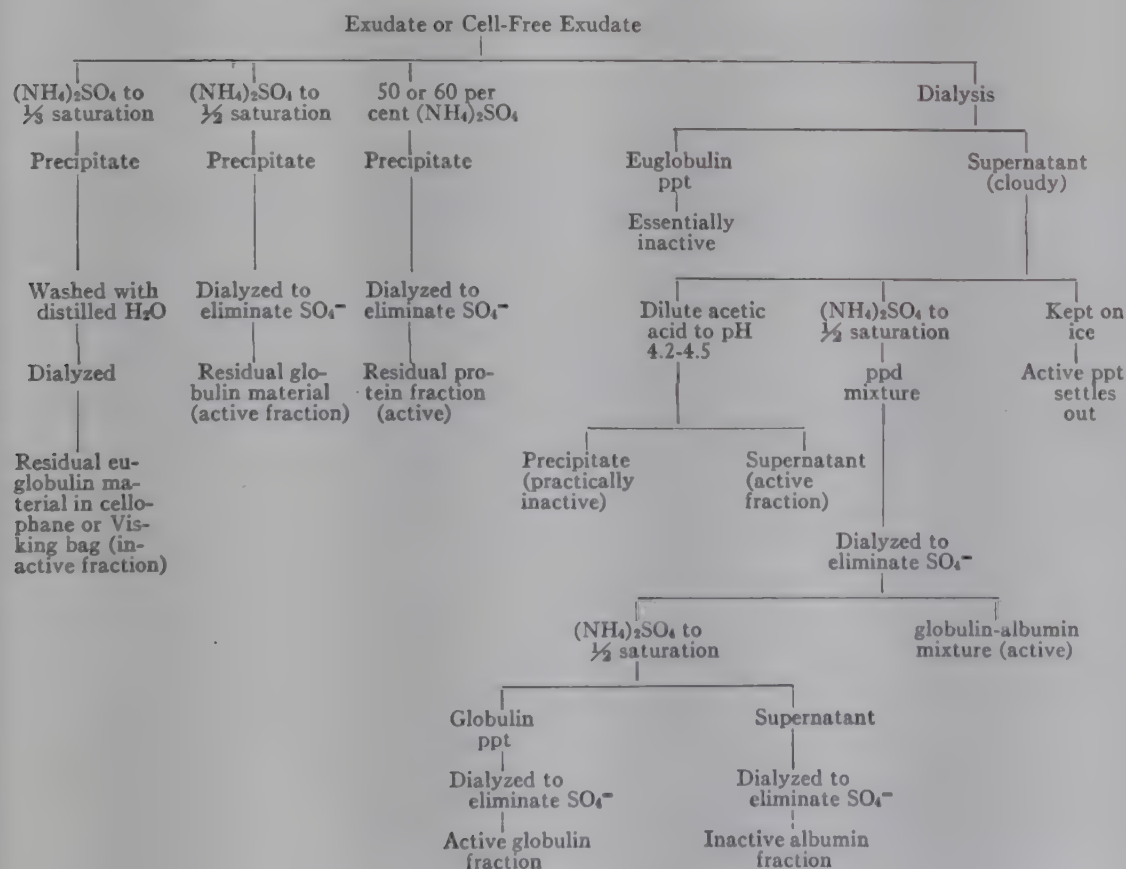 Exudate or Cell-Free Exudate
(NH₄)₂SO₄ to
⅓ saturation
Precipitate
Washed with
distilled H₂O
Dialyzed
Residual eu-
globulin ma-
terial in cello-
phane or Vis-
king bag (in-
active fraction)
(NH₄)₂SO₄ to
½ saturation
Precipitate
Dialyzed to
eliminate SO₄⁻
Residual glo-
bulin material
(active fraction)
50 or 60 per
cent (NH₄)₂SO₄
Precipitate
Dialyzed to
eliminate SO₄⁻
Residual pro-
tein fraction
(active)
Dialysis
Euglobulin
ppt
Essentially
inactive
Supernatant
(cloudy)
Dilute acetic
acid to pH
4.2-4.5
Precipitate
(practically
inactive)
Supernatant
(active
fraction)
(NH₄)₂SO₄ to
½ saturation
ppd
mixture
Dialyzed to
eliminate SO₄⁻
(NH₄)₂SO₄ to
½ saturation
Globulin
ppt
Dialyzed to
eliminate SO₄⁻
Active globulin
fraction
Supernatant
Dialyzed to
eliminate SO₄⁻
Inactive albumin
fraction
globulin-albumin
mixture (active)
Kept on
ice
Active ppt
settles
out